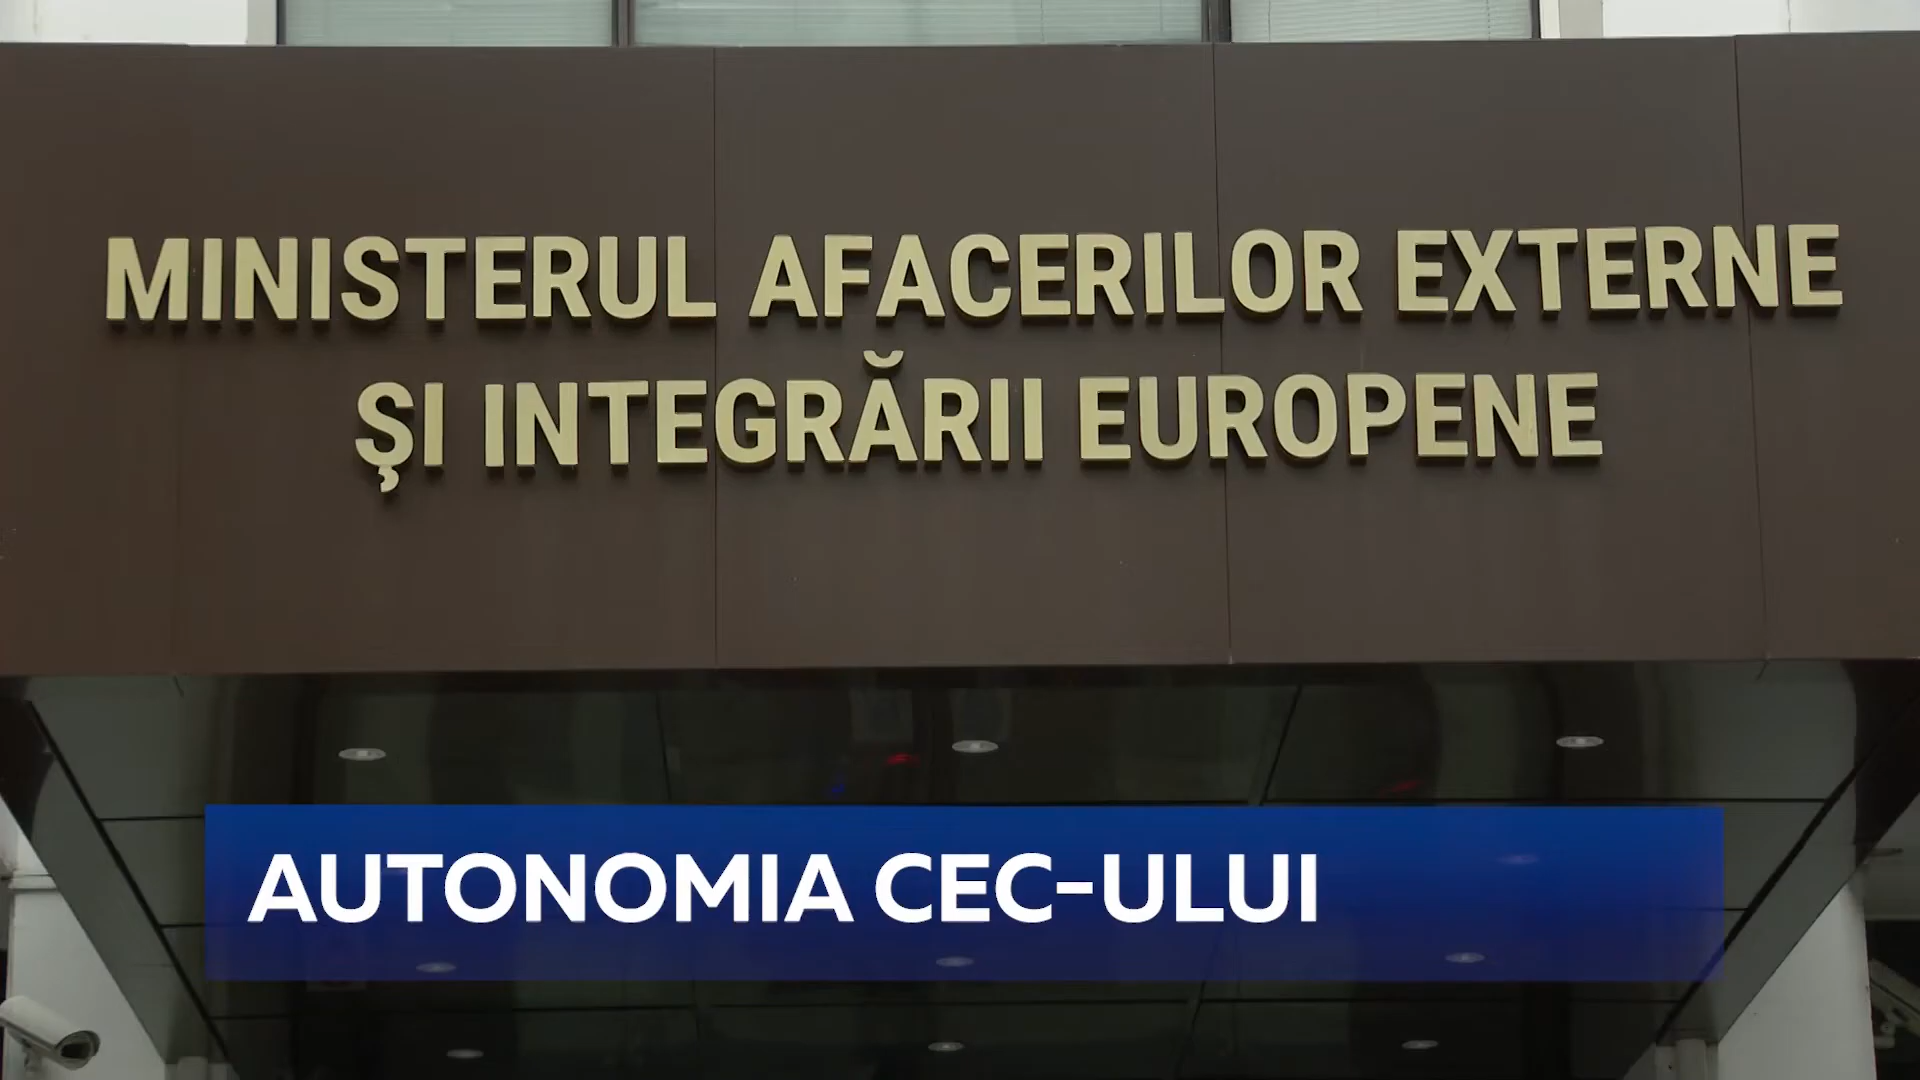 MINISTERUL AFACERILOR EXTERNE
ȘI INTEGRĂRII EUROPENE
AUTONOMIA CEC-ULUI